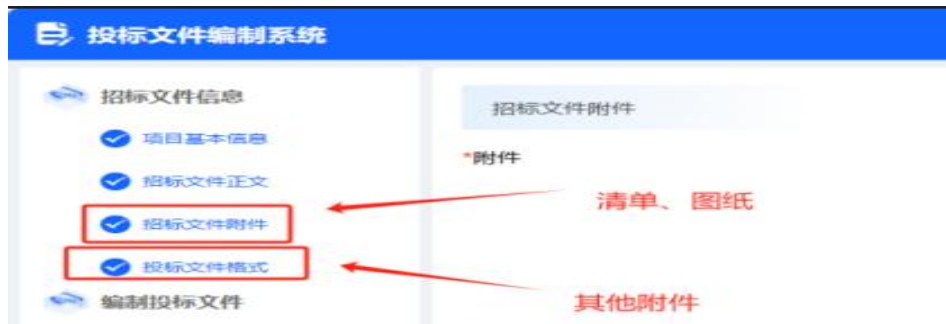 投标文件编制系统
招标文件信息
项目基本信息
招标文件正文
招标文件附件
投标文件格式
编制投标文件
招标文件附件
*附件
清单、图纸
其他附件